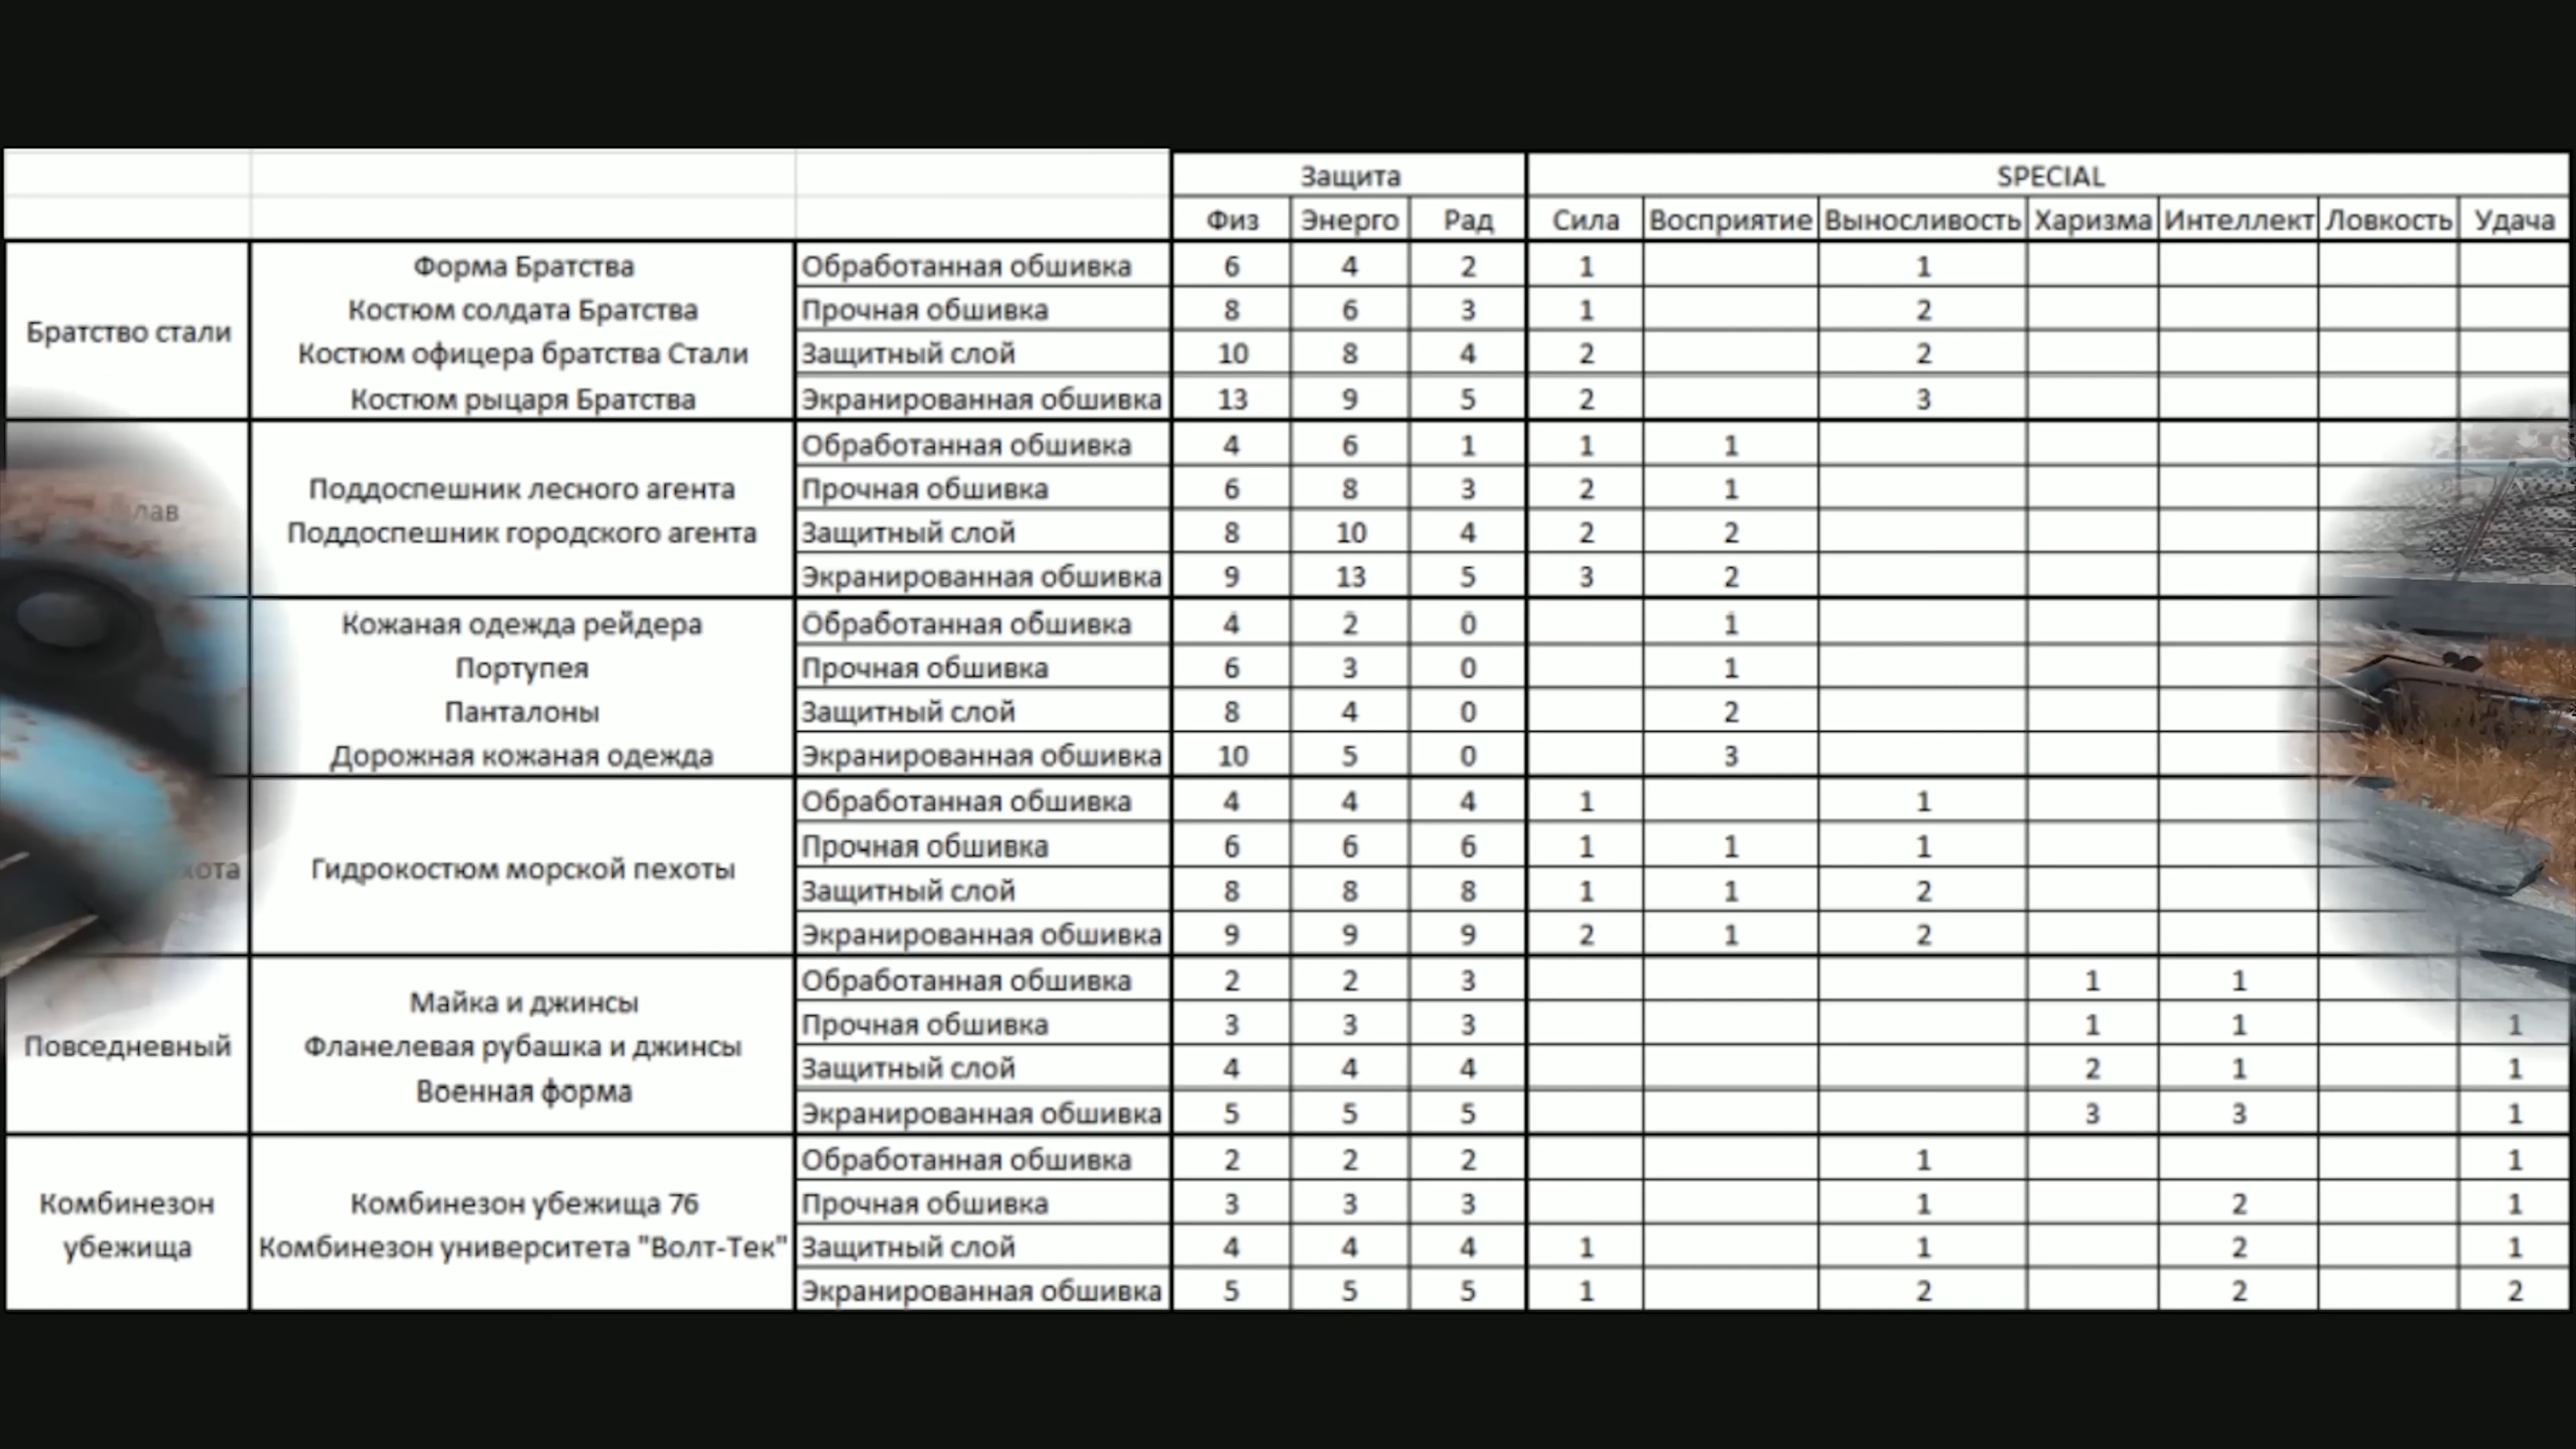 Защита SPECIAL
Физ Энерго Рад Сила Восприятие Выносливость Харизма Интеллект Ловкость Удача
Братство стали
Форма Братства
Костюм солдата Братства
Костюм офицера братства Стали
Костюм рыцаря Братства
Обработанная обшивка 6 4 2 1 1
Прочная обшивка 8 6 3 1 2
Защитный слой 10 8 4 2 2
Экранированная обшивка 13 9 5 2 3
Поддоспешник лесного агента
Поддоспешник городского агента
Обработанная обшивка 4 6 1 1 1
Прочная обшивка 6 8 3 2 1
Защитный слой 8 10 4 2 2
Экранированная обшивка 9 13 5 3 2
Кожаная одежда рейдера
Портупея
Панталоны
Дорожная кожаная одежда
Обработанная обшивка 4 2 0 1
Прочная обшивка 6 3 0 1
Защитный слой 8 4 0 2
Экранированная обшивка 10 5 0 3
Гидрокостюм морской пехоты
Обработанная обшивка 4 4 4 1 1
Прочная обшивка 6 6 6 1 1 1
Защитный слой 8 8 8 1 1 2
Экранированная обшивка 9 9 9 2 1 2
Повседневный
Майка и джинсы
Фланелевая рубашка и джинсы
Военная форма
Обработанная обшивка 2 2 3 1 1
Прочная обшивка 3 3 3 1 1 1
Защитный слой 4 4 4 2 1 1
Экранированная обшивка 5 5 5 3 3 1
Комбинезон
убежища
Комбинезон убежища 76
Комбинезон университета "Волт-Тек"
Обработанная обшивка 2 2 2 1 1
Прочная обшивка 3 3 3 1 2 1
Защитный слой 4 4 4 1 1 2 1
Экранированная обшивка 5 5 5 1 2 2 2